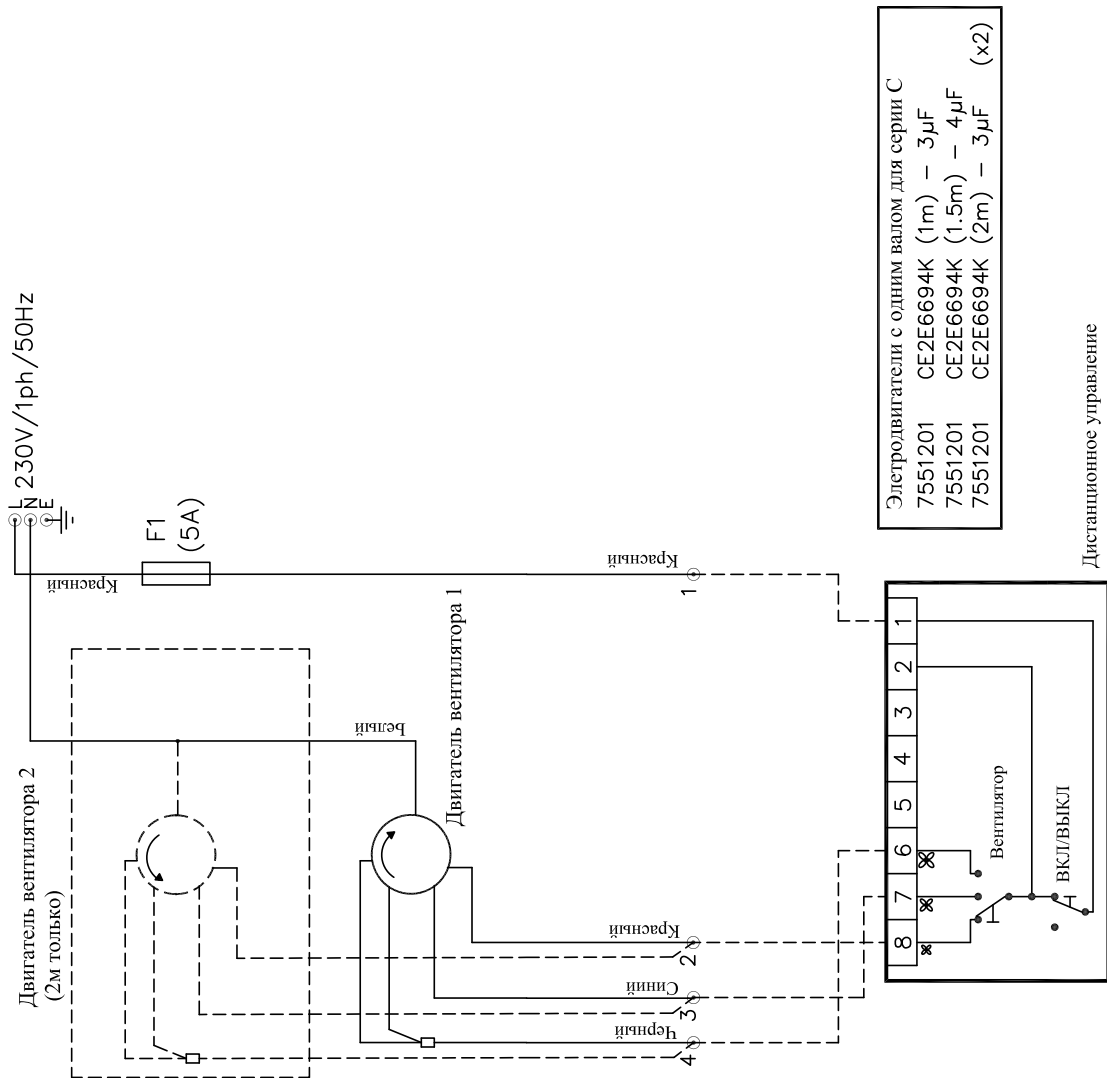 L
N
E
230V/1ph/50Hz
F1
(5A)
Красный
Красный
1
Двигатель вентилятора 2
(2м только)
Белый
Двигатель вентилятора 1
Красный
2
Синий
3
Черный
4
Элетродвигатели с одним валом для серии С
7551201 CE2E6694K (1m) – 3µF
7551201 CE2E6694K (1.5m) – 4µF
7551201 CE2E6694K (2m) – 3µF (x2)
Дистанционное управление
8 7 6 5 4 3 2 1
Вентилятор
ВКЛ/ВЫКЛ